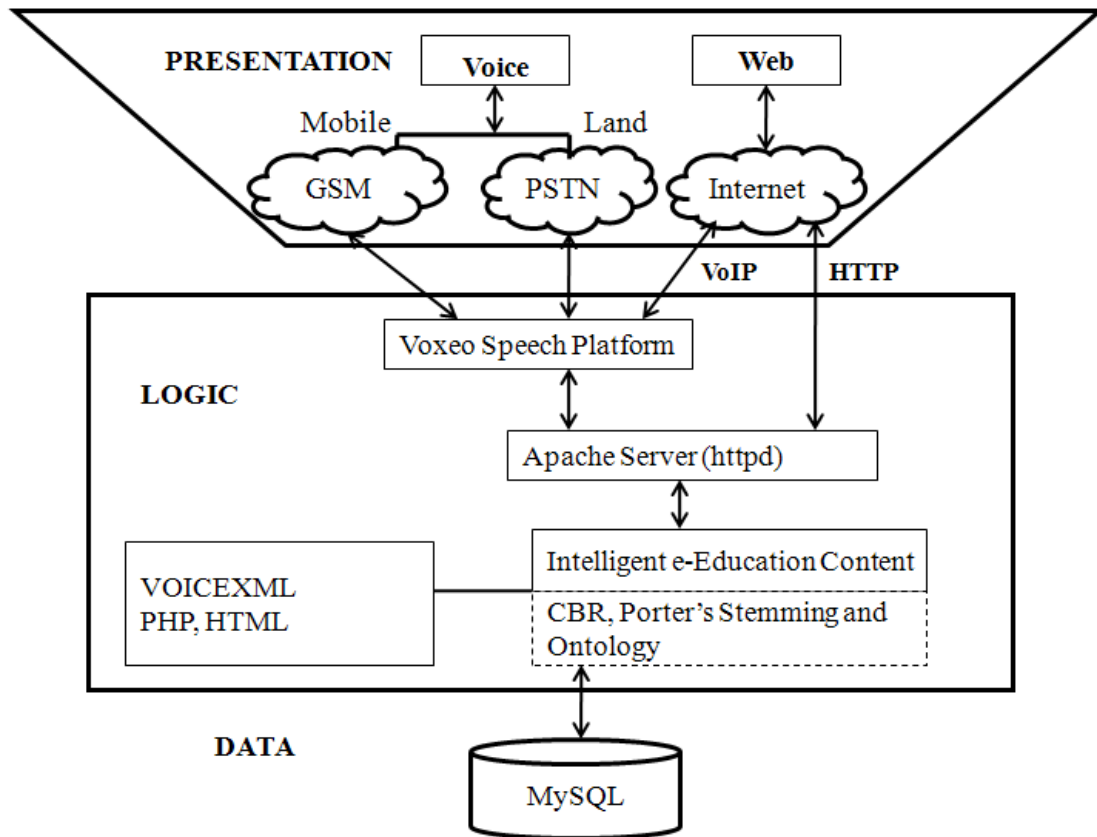 PRESENTATION
Voice
Web
Mobile
Land
GSM
PSTN
Internet
VoIP
HTTP
Voxeo Speech Platform
LOGIC
Apache Server (httpd)
Intelligent e-Education Content
VOICEXML
PHP, HTML
CBR, Porter's Stemming and
Ontology
DATA
MySQL